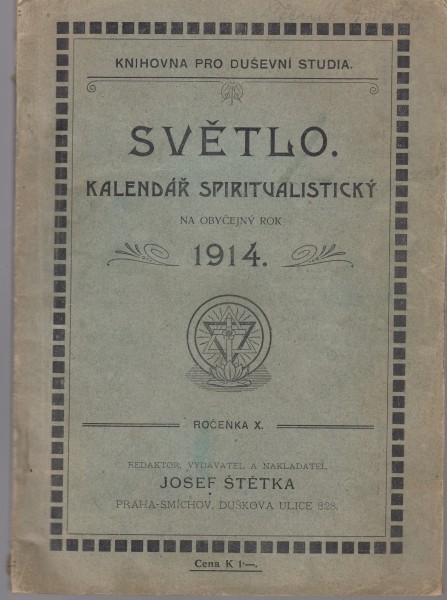 KNIHOVNA PRO DUŠEVNÍ STUDIA.
SVĚTLO.
KALENDÁŘ SPIRITUALISTICKÝ
NA OBYČEJNÝ ROK
1914.
ROČENKA X.
REDAKTOR, VYDAVATEL A NAKLADATEL
JOSEF ŠTĚTKA
PRAHA-SMÍCHOV, DUŠKOVA ULICE 828.
Cena K 1·—.